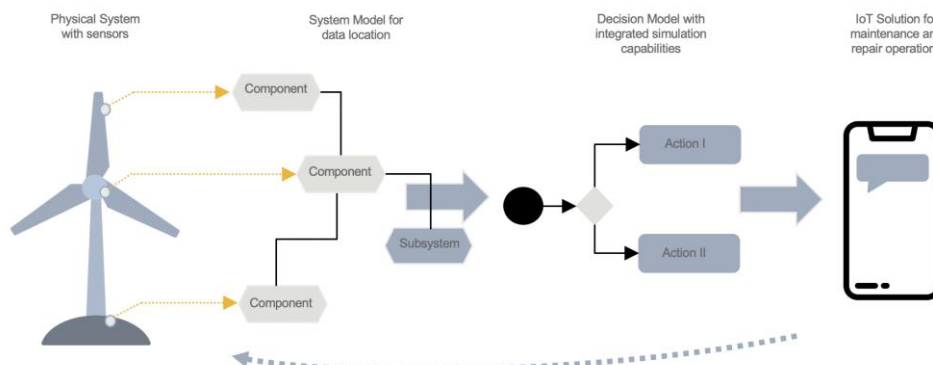 Physical System
with sensors
System Model for
data location
Decision Model with
integrated simulation
capabilities
IoT Solution fo
maintenance an
repair operation
Component
Component
Subsystem
Component
Action I
Action II